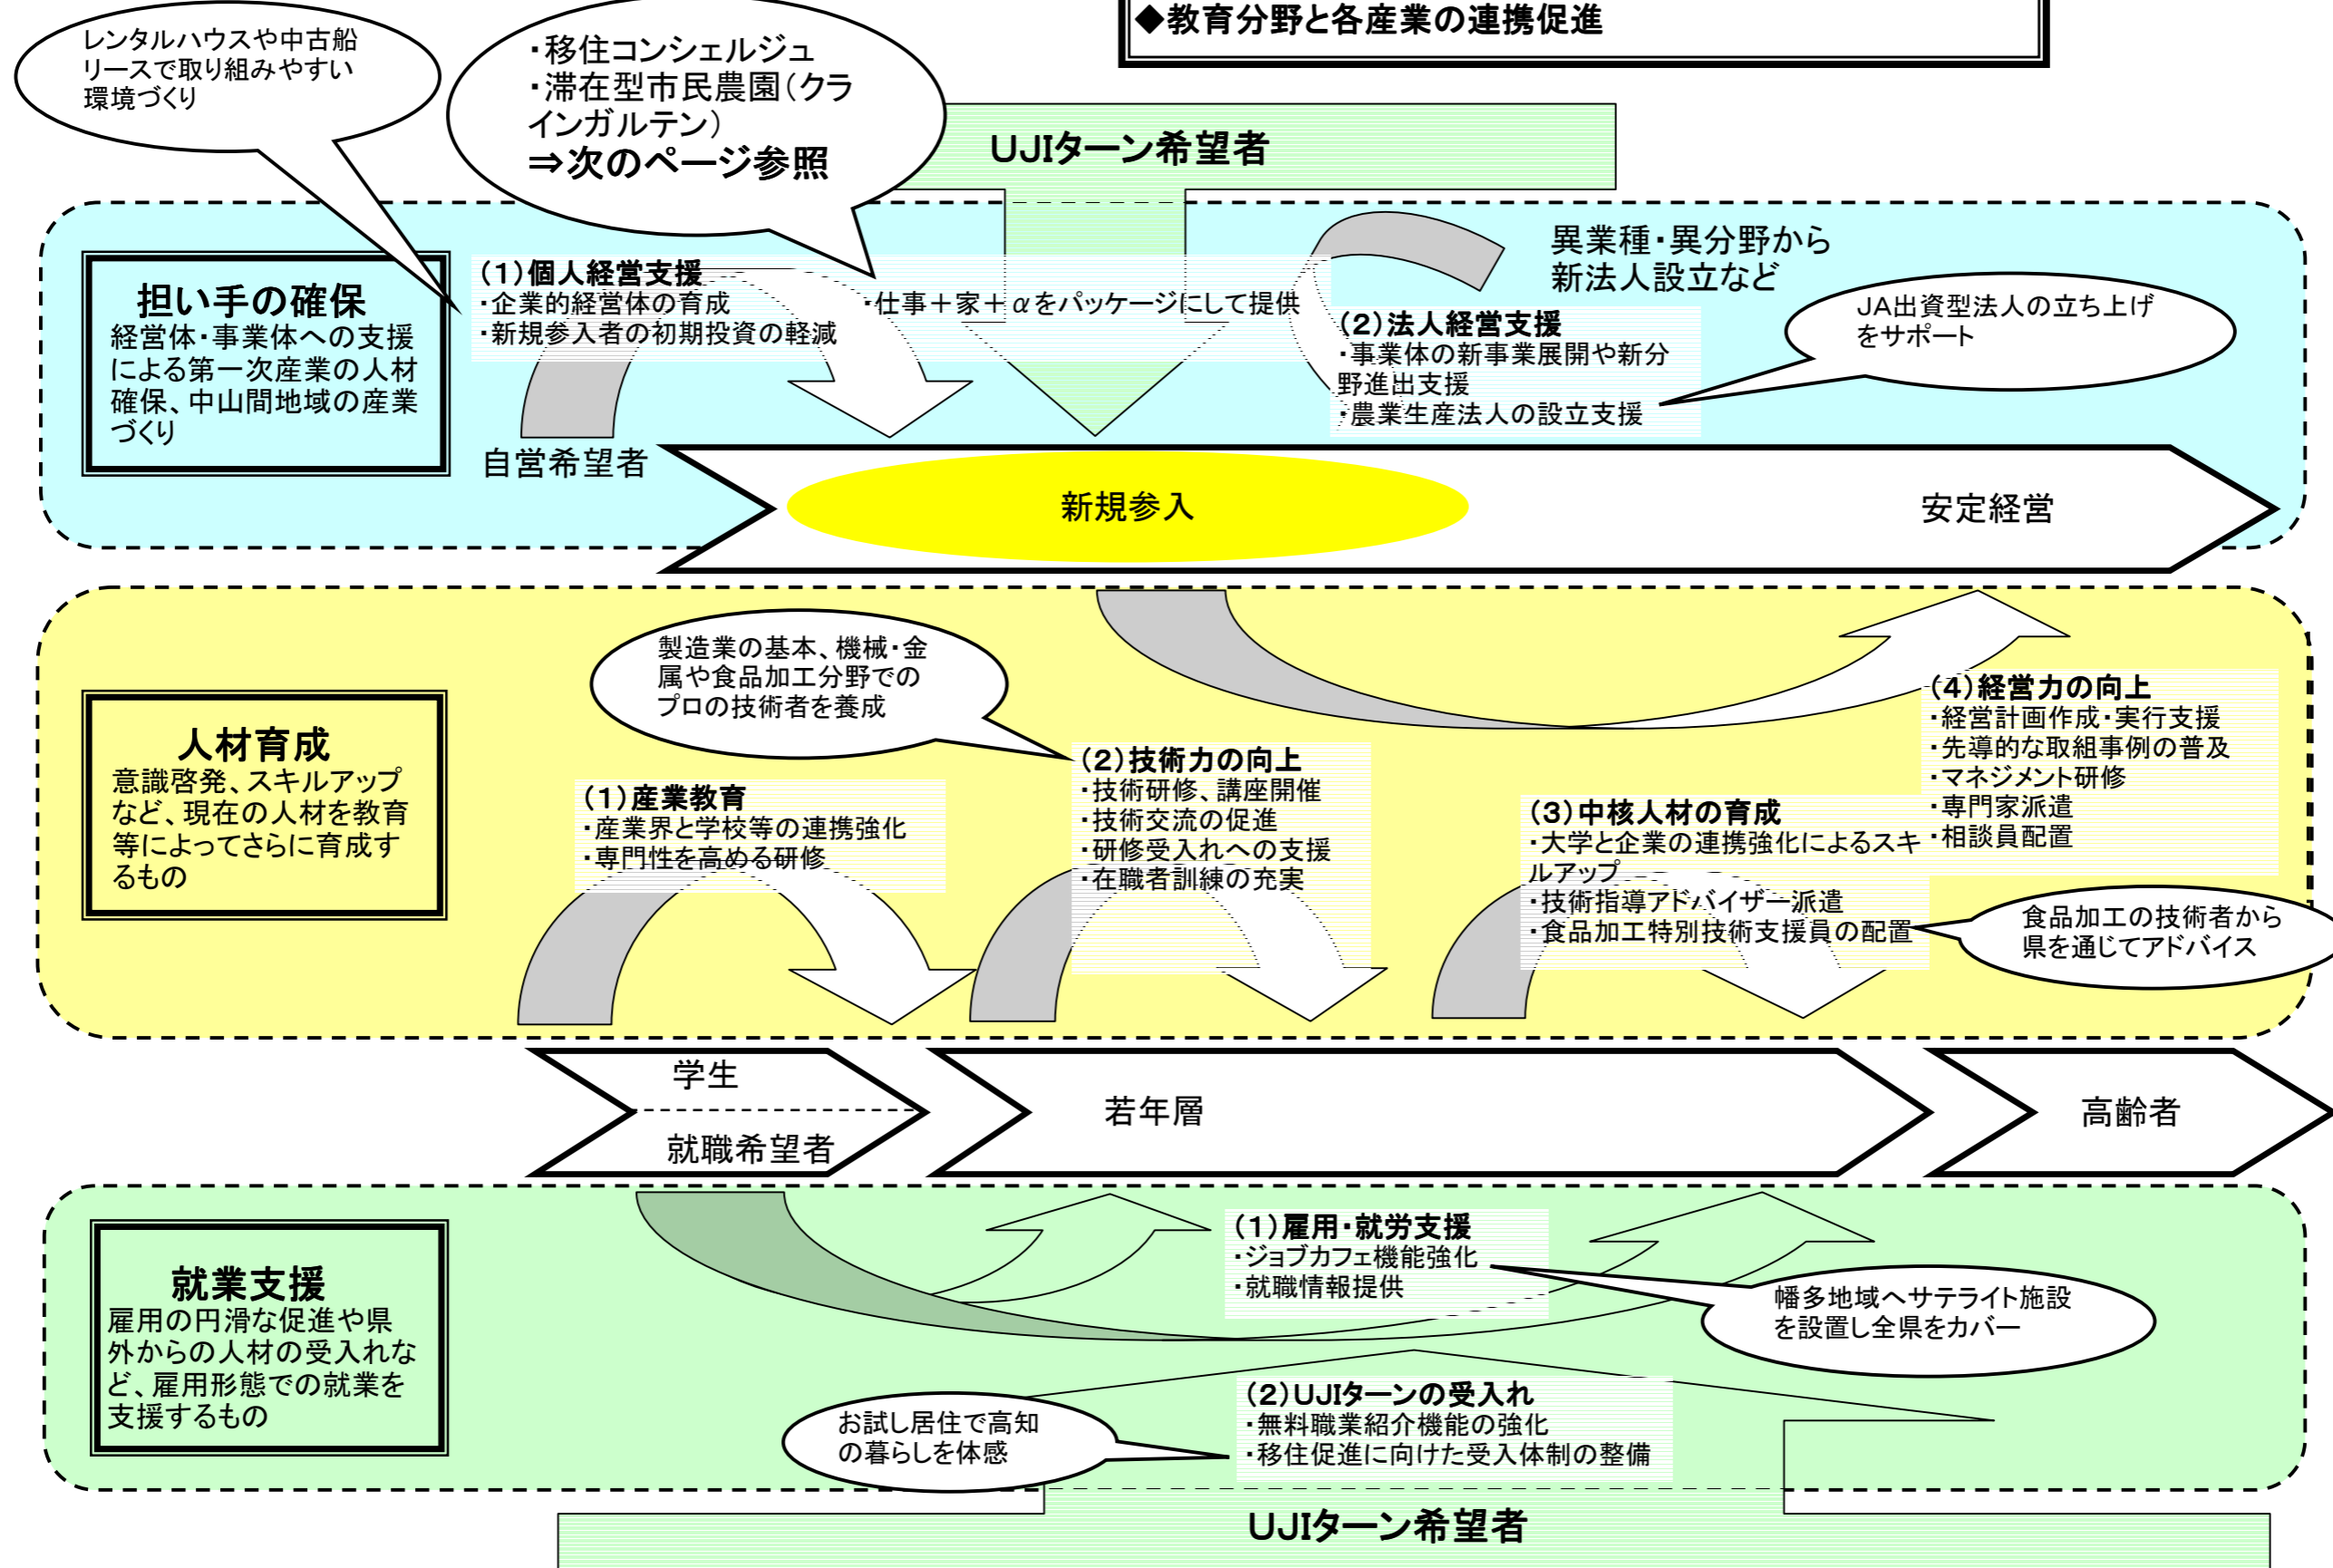 ◆教育分野と各産業の連携促進
レンタルハウスや中古船
リースで取り組みやすい
環境づくり
・移住コンシェルジュ
・滞在型市民農園(クラ
インガルテン)
⇒次のページ参照
UJIターン希望者
担い手の確保
経営体・事業体への支援
による第一次産業の人材
確保、中山間地域の産業
づくり
(1)個人経営支援
・企業的経営体の育成
・新規参入者の初期投資の軽減
・仕事+家+αをパッケージにして提供
異業種・異分野から
新法人設立など
(2)法人経営支援
・事業体の新事業展開や新分
野進出支援
・農業生産法人の設立支援
JA出資型法人の立ち上げ
をサポート
自営希望者
新規参入
安定経営
人材育成
意識啓発、スキルアップ
など、現在の人材を教育
等によってさらに育成す
るもの
製造業の基本、機械・金
属や食品加工分野での
プロの技術者を養成
(1)産業教育
・産業界と学校等の連携強化
・専門性を高める研修
(2)技術力の向上
・技術研修、講座開催
・技術交流の促進
・研修受入れへの支援
・在職者訓練の充実
(3)中核人材の育成
・大学と企業の連携強化によるスキ
ルアップ
・技術指導アドバイザー派遣
・食品加工特別技術支援員の配置
(4)経営力の向上
・経営計画作成・実行支援
・先導的な取組事例の普及
・マネジメント研修
・専門家派遣
・相談員配置
食品加工の技術者から
県を通じてアドバイス
学生
就職希望者
若年層
高齢者
就業支援
雇用の円滑な促進や県
外からの人材の受入れな
ど、雇用形態での就業を
支援するもの
(1)雇用・就労支援
・ジョブカフェ機能強化
・就職情報提供
幡多地域へサテライト施設
を設置し全県をカバー
お試し居住で高知
の暮らしを体感
(2)UJIターンの受入れ
・無料職業紹介機能の強化
・移住促進に向けた受入体制の整備
UJIターン希望者